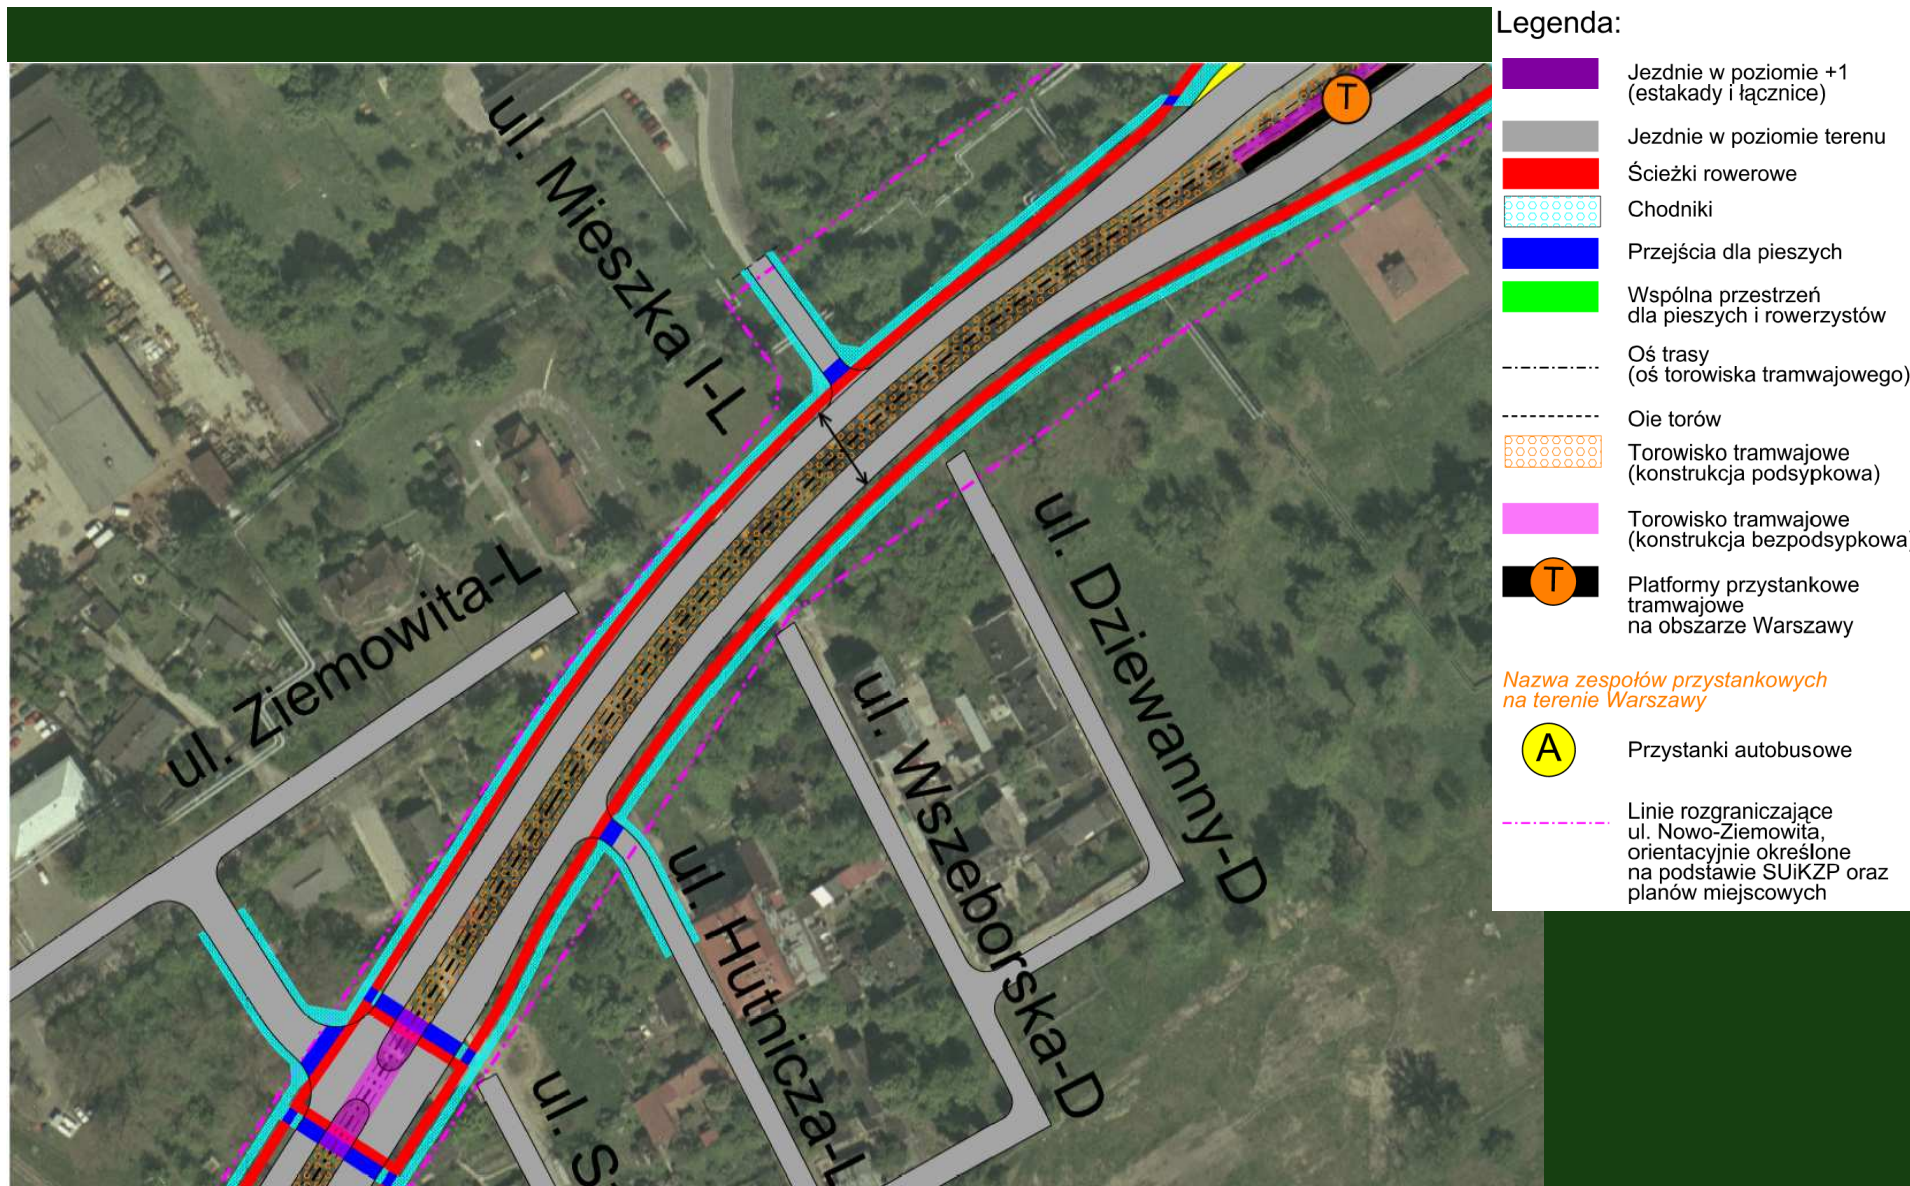 Legenda:
Jezdnie w poziomie +1
(estakady i łącznice)
Jezdnie w poziomie terenu
Ścieżki rowerowe
Chodniki
Przejścia dla pieszych
Wspólna przestrzeń
dla pieszych i rowerzystów
Oś trasy
(oś torowiska tramwajowego)
Oie torów
Torowisko tramwajowe
(konstrukcja podsypkowa)
Torowisko tramwajowe
(konstrukcja bezpodsypkowa)
T
Platformy przystankowe
tramwajowe
na obszarze Warszawy
Nazwa zespołów przystankowych
na terenie Warszawy
A
Przystanki autobusowe
Linie rozgraniczające
ul. Nowo-Ziemowita,
orientacyjnie określone
na podstawie SUiKZP oraz
planów miejscowych
T
ul. Mieszka I-L
ul. Ziemowita-L
ul. Dziewanny-D
ul. Wszeborska-D
ul. Hutnicza-L
ul. S.